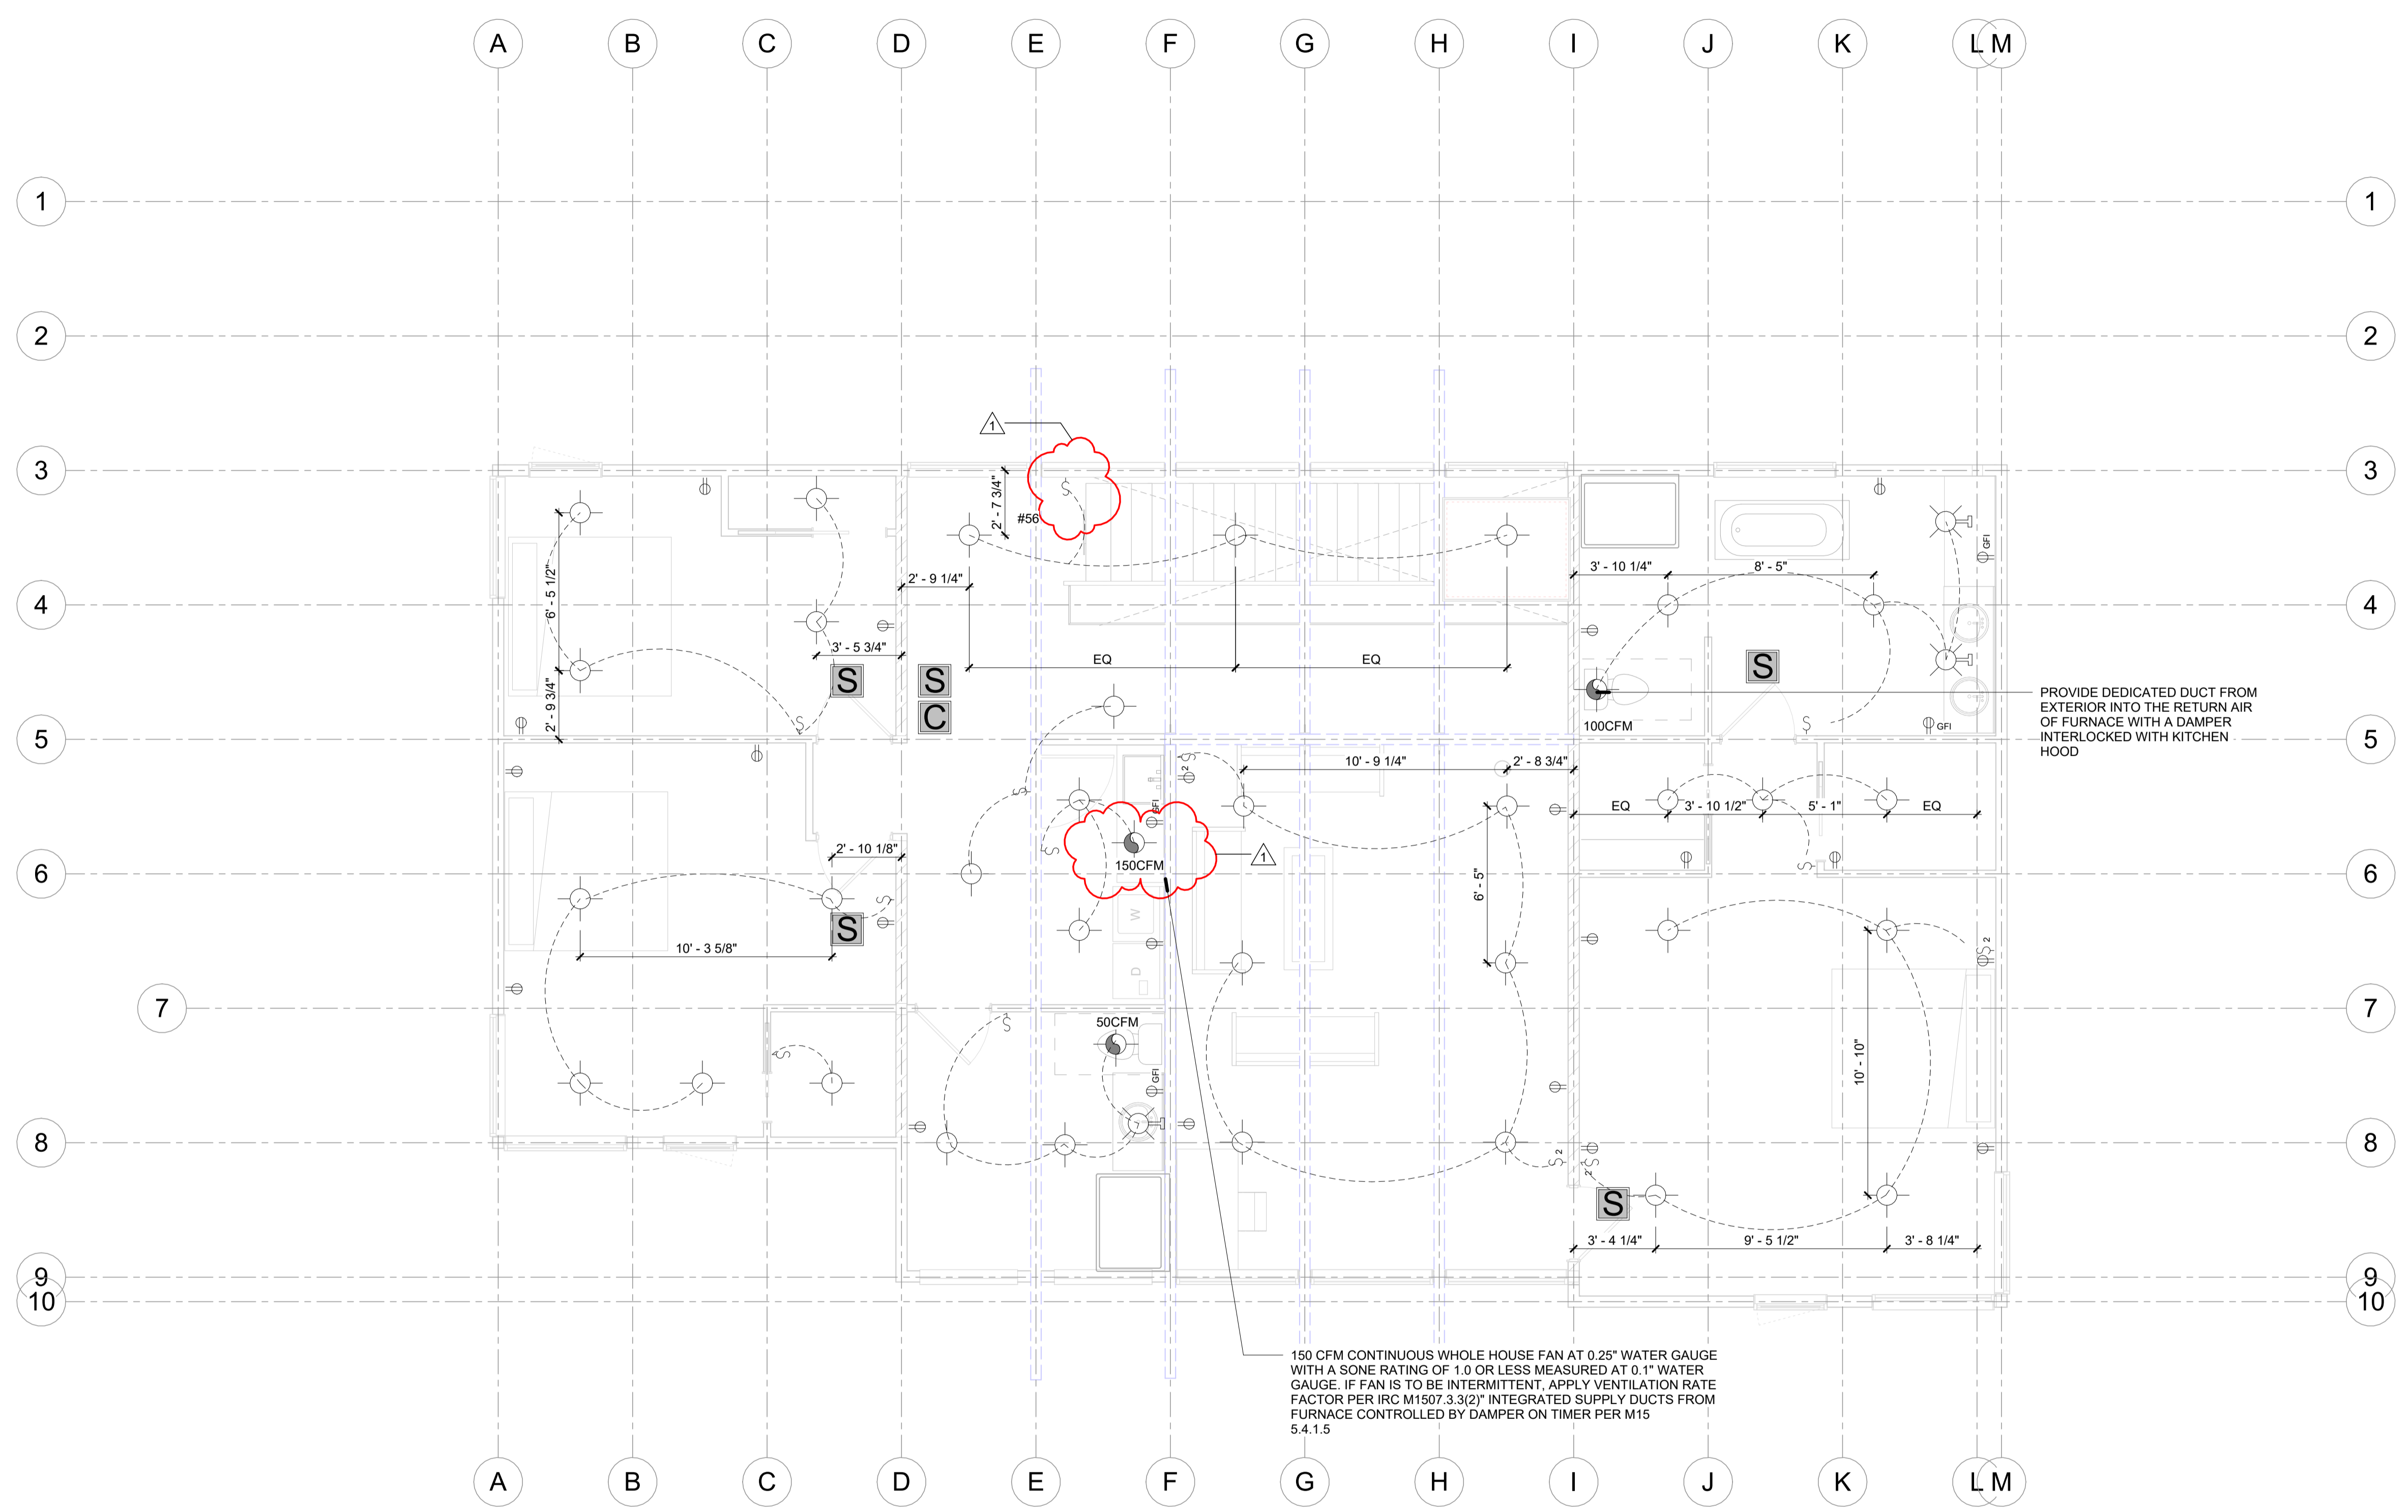 A B C D E F G H I J K L M
1 1
2 2
1
3 3
2' - 7 3/4"
#56
GFI
6' - 5 1/2"
2' - 9 1/4"
3' - 10 1/4" 8' - 5"
4 4
3' - 5 3/4"
EQ EQ
S S S
C
2' - 9 3/4"
100CFM
GFI
PROVIDE DEDICATED DUCT FROM
EXTERIOR INTO THE RETURN AIR
OF FURNACE WITH A DAMPER
INTERLOCKED WITH KITCHEN
HOOD
5 5
10' - 9 1/4" 2' - 8 3/4"
2
GFI
EQ 3' - 10 1/2" 5' - 1" EQ
2' - 10 1/8"
150CFM
1
6 6
6' - 5"
W
S
10' - 3 5/8"
2
D
7 7
50CFM
GFI
10' - 10"
8 8
2
2
S
3' - 4 1/4" 9' - 5 1/2" 3' - 8 1/4"
9 9
10 10
150 CFM CONTINUOUS WHOLE HOUSE FAN AT 0.25" WATER GAUGE
WITH A SONE RATING OF 1.0 OR LESS MEASURED AT 0.1" WATER
GAUGE. IF FAN IS TO BE INTERMITTENT, APPLY VENTILATION RATE
FACTOR PER IRC M1507.3.3(2)" INTEGRATED SUPPLY DUCTS FROM
FURNACE CONTROLLED BY DAMPER ON TIMER PER M15
5.4.1.5
A B C D E F G H I J K L M